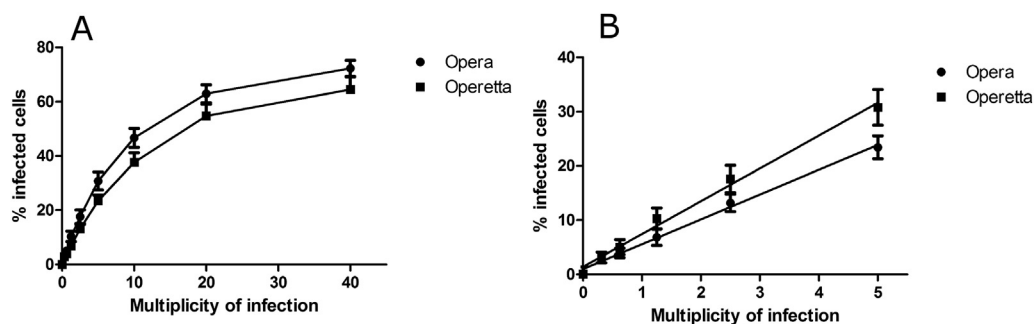 A
80
60
40
20
0
% infected cells
0 10 20 30 40
Multiplicity of infection
Opera
Operetta
B
40
30
20
10
0
% infected cells
0 1 2 3 4 5
Multiplicity of infection
Opera
Operetta